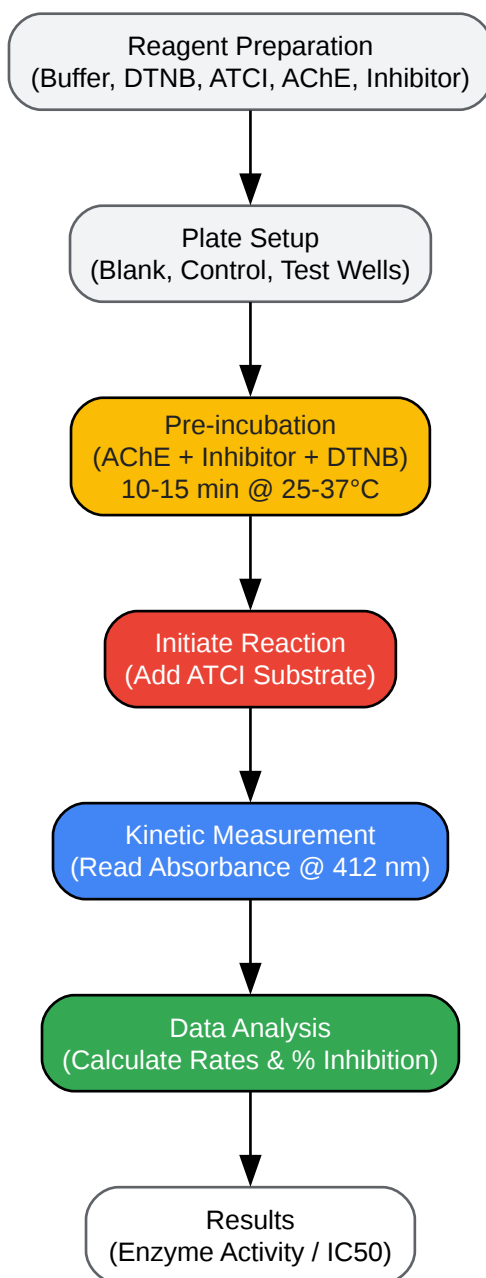 Reagent Preparation
(Buffer, DTNB, ATCI, AChE, Inhibitor)
Plate Setup
(Blank, Control, Test Wells)
Pre-incubation
(AChE + Inhibitor + DTNB)
10-15 min @ 25-37°C
Initiate Reaction
(Add ATCI Substrate)
Kinetic Measurement
(Read Absorbance @ 412 nm)
Data Analysis
(Calculate Rates & % Inhibition)
Results
(Enzyme Activity / IC50)